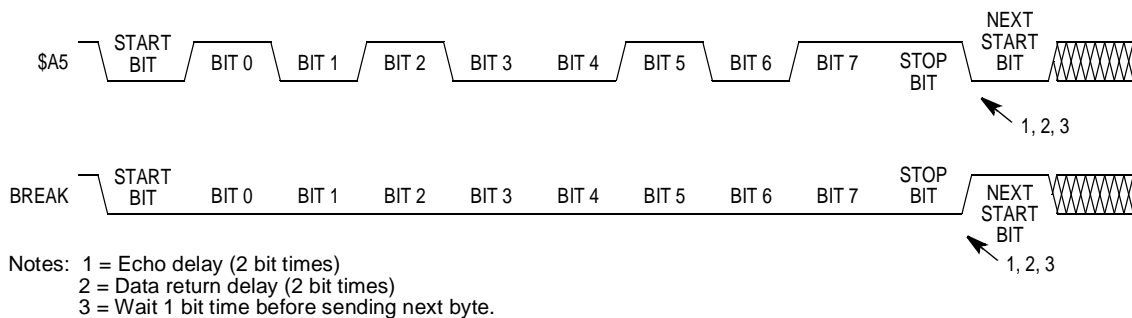 $A5
START
BIT
BIT 0
BIT 1
BIT 2
BIT 3
BIT 4
BIT 5
BIT 6
BIT 7
STOP
BIT
NEXT
START
BIT
1, 2, 3
BREAK
START
BIT
BIT 0
BIT 1
BIT 2
BIT 3
BIT 4
BIT 5
BIT 6
BIT 7
STOP
BIT
NEXT
START
BIT
1, 2, 3
Notes: 1 = Echo delay (2 bit times)
2 = Data return delay (2 bit times)
3 = Wait 1 bit time before sending next byte.